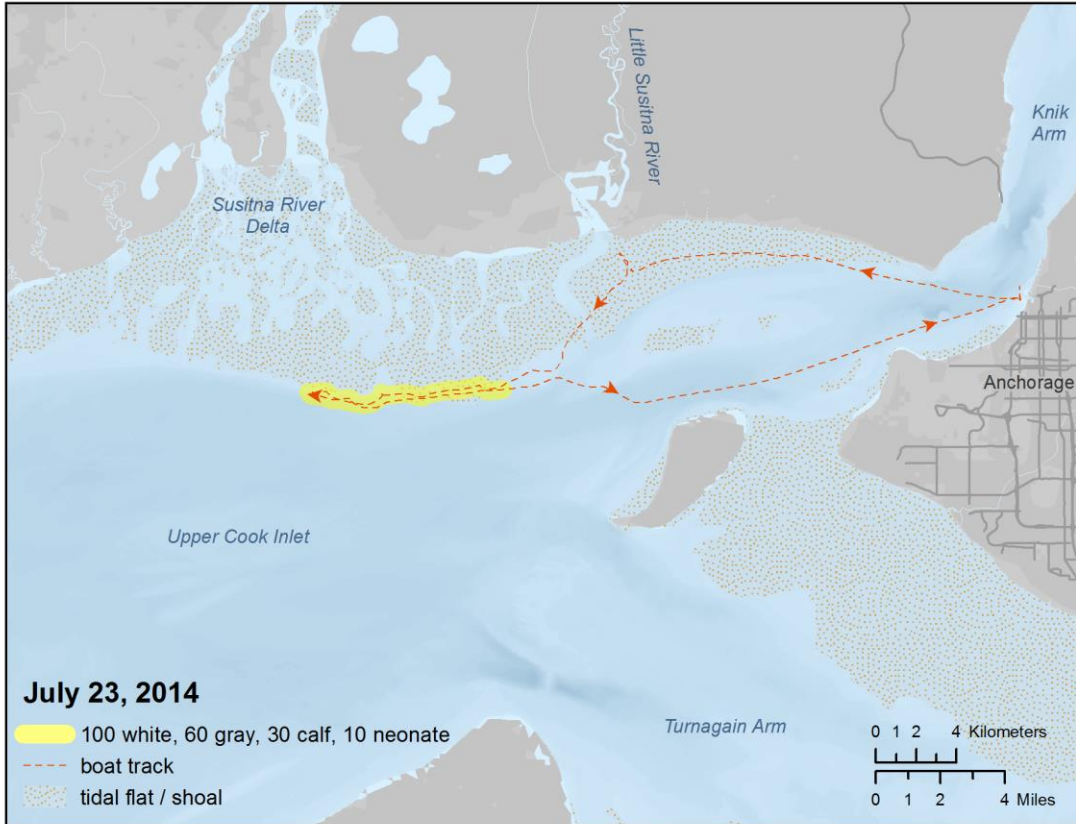 Knik
Arm
Little Susitna River
Susitna River
Delta
Anchorage
Upper Cook Inlet
July 23, 2014
100 white, 60 gray, 30 calf, 10 neonate
boat track
tidal flat / shoal
Turnagain Arm
0 1 2 4 Kilometers
0 1 2 4 Miles